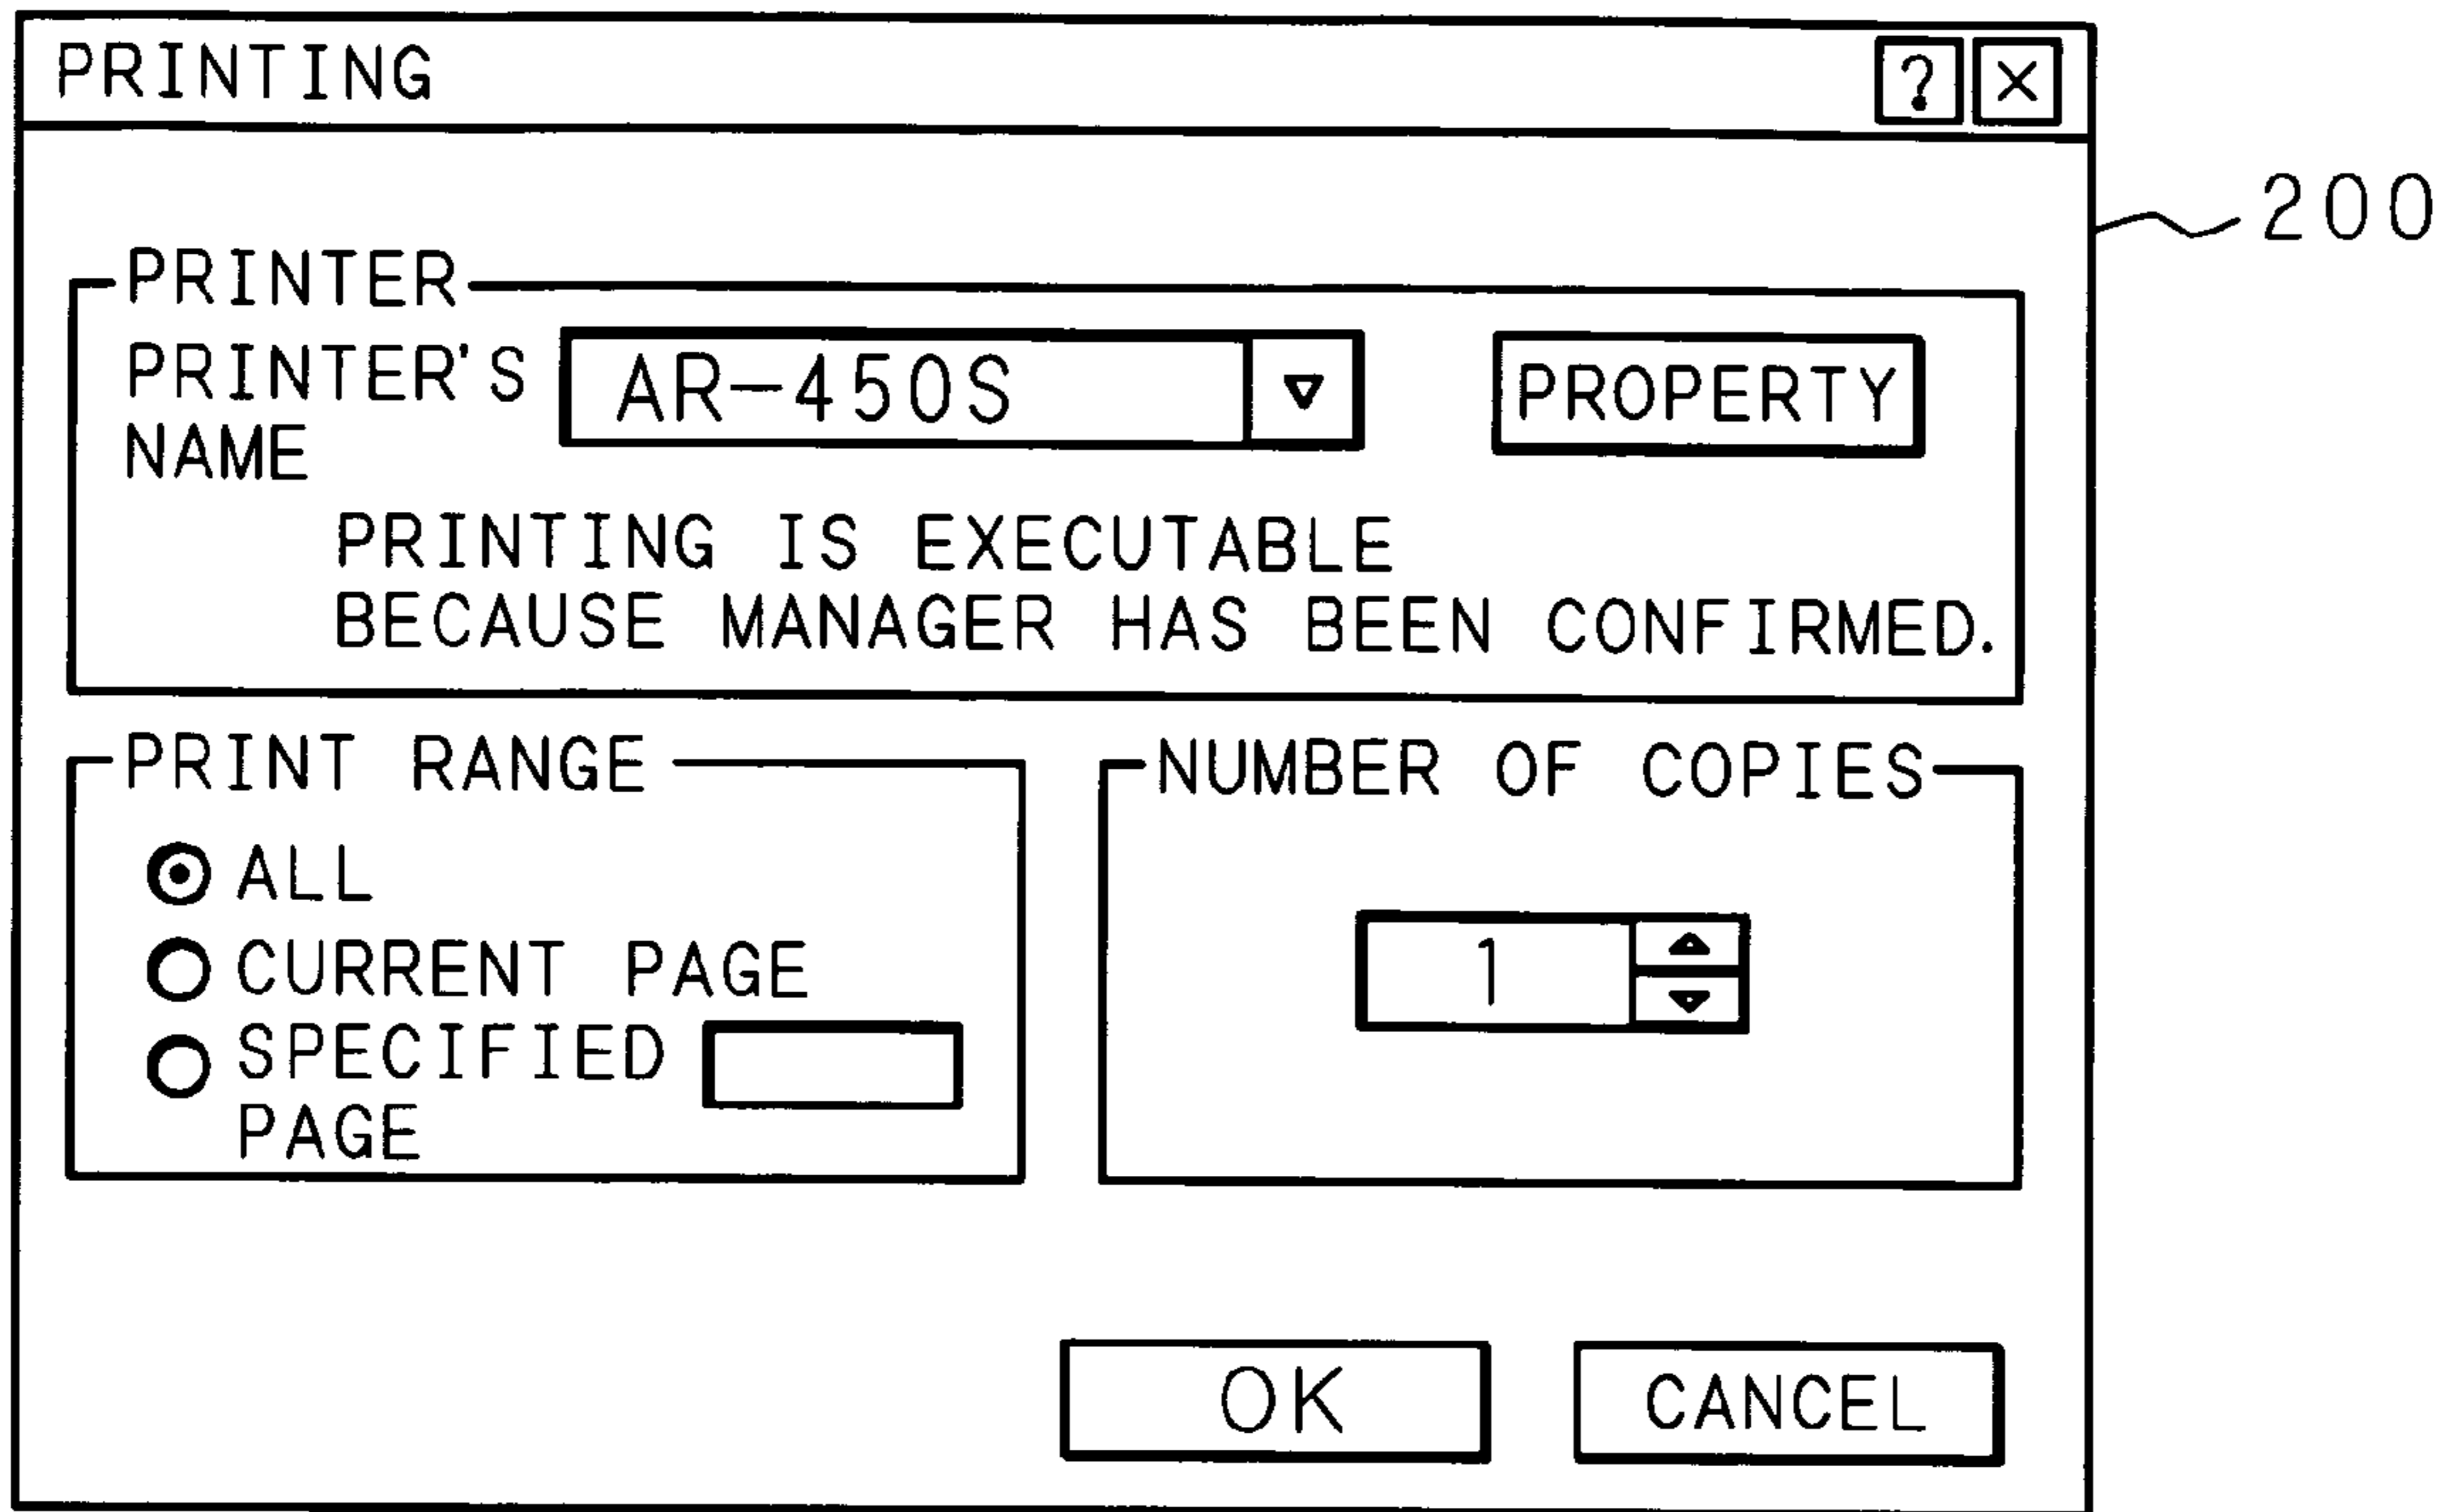 PRINTING ? X
200
PRINTER
PRINTER'S
NAME
AR-450S
PROPERTY
PRINTING IS EXECUTABLE
BECAUSE MANAGER HAS BEEN CONFIRMED.
PRINT RANGE
ALL
CURRENT PAGE
SPECIFIED
PAGE
NUMBER OF COPIES
1
OK
CANCEL